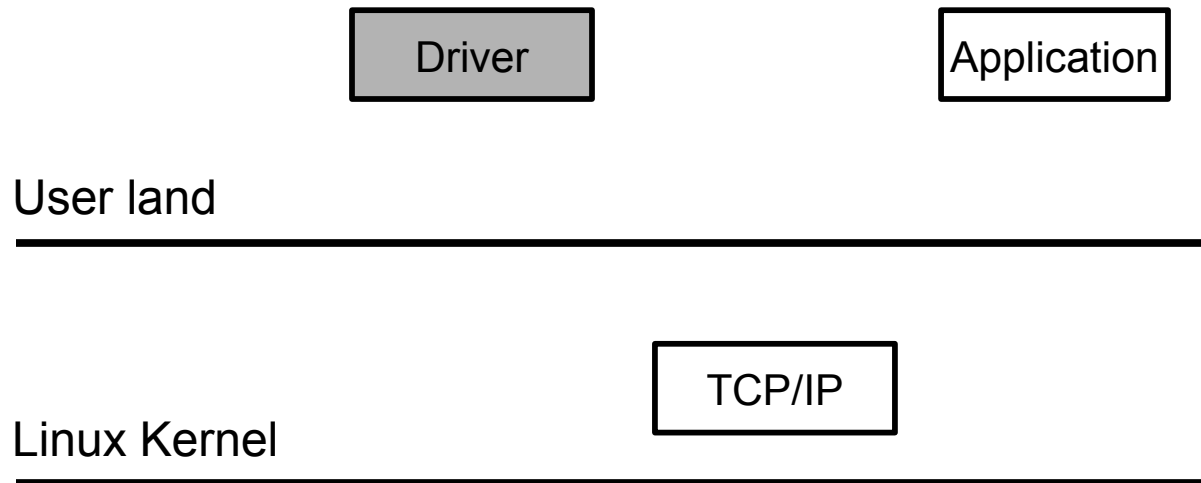 Driver
Application
User land
TCP/IP
Linux Kernel